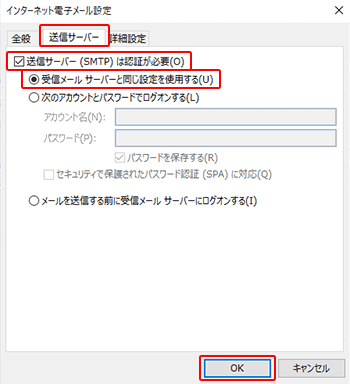 インターネット電子メール設定
全般 送信サーバー 詳細設定
送信サーバー (SMTP) は認証が必要(O)
受信メール サーバーと同じ設定を使用する(U)
次のアカウントとパスワードでログオンする(L)
アカウント名(N):
パスワード(P):
パスワードを保存する(R)
セキュリティで保護されたパスワード認証 (SPA) に対応(Q)
メールを送信する前に受信メール サーバーにログオンする(I)
OK キャンセル